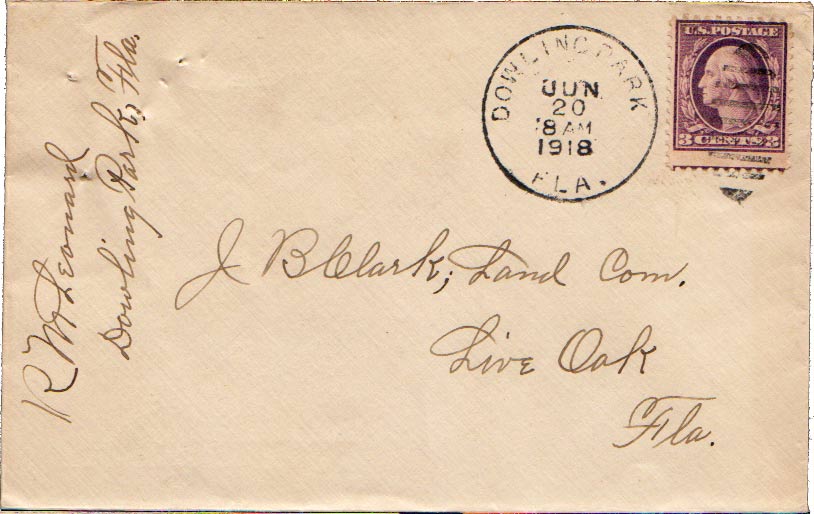 R W Leonard
Dowling Park, Fla.
DOWLING PARK
JUN
20
8 AM
1918
FLA.
U.S. POSTAGE
3 CENTS 3
J B Clark, Land Com.
Live Oak
Fla.